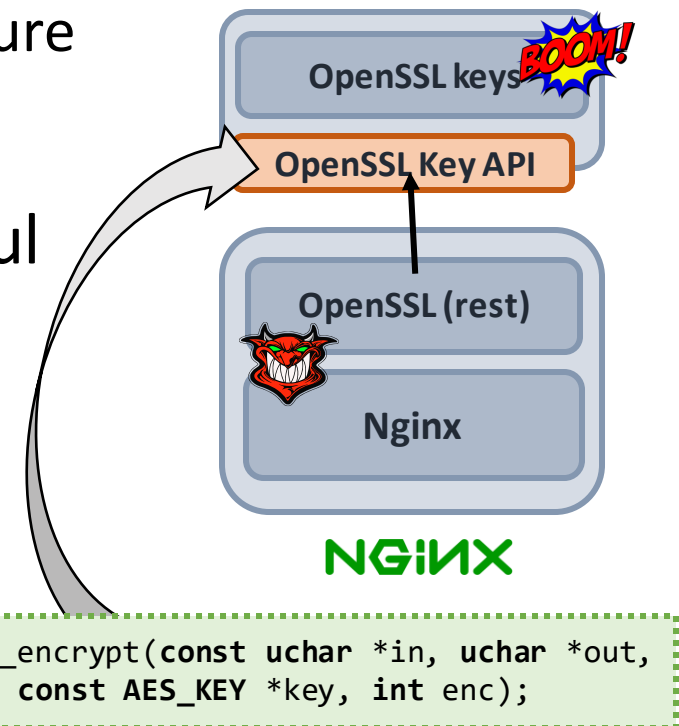 ure
OpenSSL keys
BOOM!
OpenSSL Key API
ul
OpenSSL (rest)
Nginx
NGINX
_encrypt(const uchar *in, uchar *out,
const AES_KEY *key, int enc);